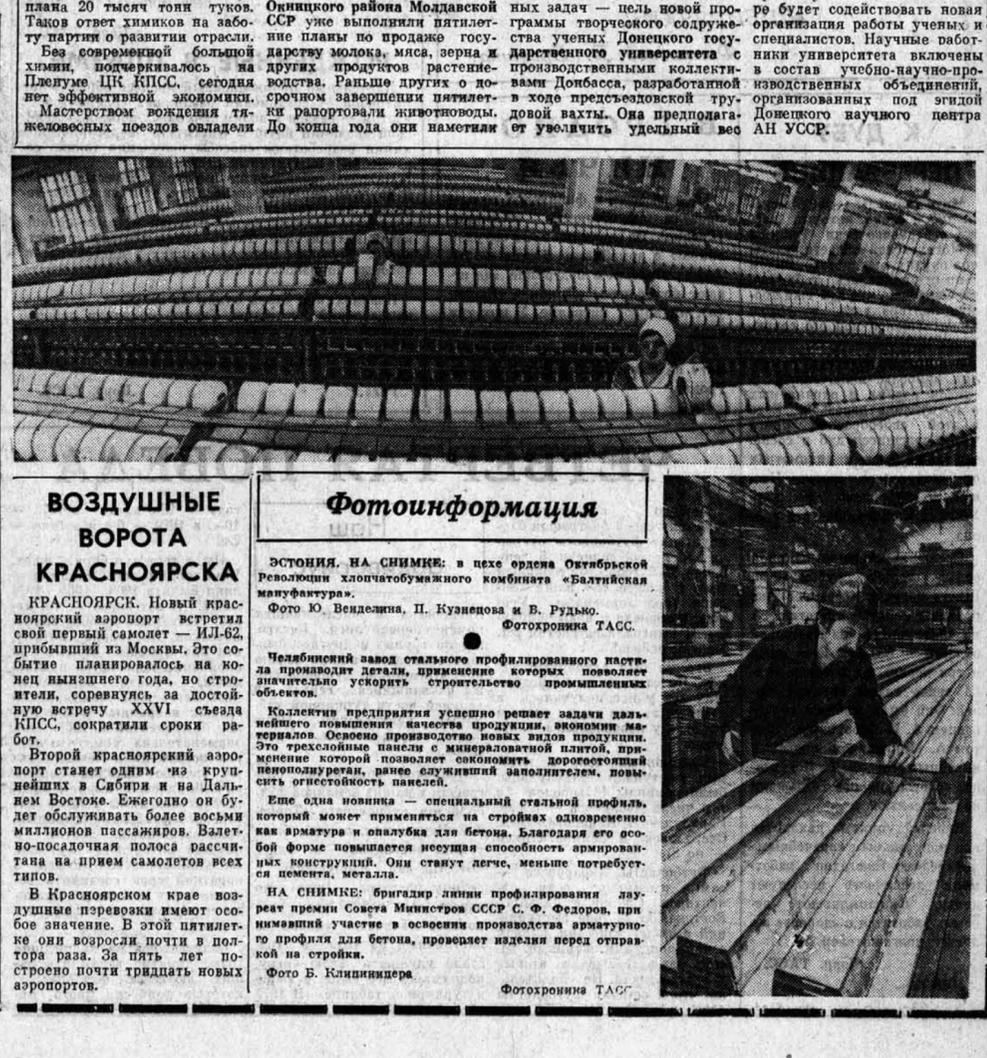 плана 20 тысяч тонн туков.
Таков ответ химиков на забо-
ту партии о развитии отрасли.
Без современной большой
химии, подчеркивалось на
Пленуме ЦК КПСС, сегодня
нет эффективной экономики.
Мастерством вождения тя-
желовесных поездов овладели
Окницкого района Молдавской
ССР уже выполнили пятилет-
ние планы по продаже госу-
дарству молока, мяса, зерна и
других продуктов растение-
водства. Раньше других о до-
срочном завершении пятилет-
ки рапортовали животноводы.
До конца года они наметили
ных задач — цель новой про-
граммы творческого содруже-
ства ученых Донецкого госу-
дарственного университета с
производственными коллекти-
вами Донбасса, разработанной
в ходе предсъездовской тру-
довой вахты. Она предполага-
ет увеличить удельный вес
ре будет содействовать новая
организация работы ученых и
специалистов. Научные работ-
ники университета включены
в состав учебно-научно-про-
изводственных объединений,
организованных под эгидой
Донецкого научного центра
АН УССР.
ВОЗДУШНЫЕ
ВОРОТА
КРАСНОЯРСКА
КРАСНОЯРСК. Новый крас-
ноярский аэропорт встретил
свой первый самолет — ИЛ-62,
прибывший из Москвы. Это со-
бытие планировалось на ко-
нец нынешнего года, но стро-
ители, соревнуясь за достой-
ную встречу XXVI съезда
КПСС, сократили сроки ра-
бот.
Второй красноярский аэро-
порт станет одним из круп-
нейших в Сибири и на Даль-
нем Востоке. Ежегодно он бу-
дет обслуживать более восьми
миллионов пассажиров. Взлет-
но-посадочная полоса рассчи-
тана на прием самолетов всех
типов.
В Красноярском крае воз-
душные перевозки имеют осо-
бое значение. В этой пятилет-
ке они возросли почти в пол-
тора раза. За пять лет по-
строено почти тридцать новых
аэропортов.
Фотоинформация
ЭСТОНИЯ. НА СНИМКЕ: в цехе ордена Октябрьской
Революции хлопчатобумажного комбината «Балтийская
мануфактура».
Фото Ю. Венделина, П. Кузнецова и В. Рудько.
Фотохроника ТАСС.
Челябинский завод стального профилированного насти-
ла производит детали, применение которых позволяет
значительно ускорить строительство промышленных
объектов.
Коллектив предприятия успешно решает задачи даль-
нейшего повышения качества продукции, экономии ма-
териалов Освоено производство новых видов продукции.
Это трехслойные панели с минераловатной плитой, при-
менение которой позволяет сэкономить дорогостоящий
пенополиуретан, ранее служивший заполнителем, повы-
сить огнестойкость панелей.
Еще одна новинка — специальный стальной профиль,
который может применяться на стройках одновременно
как арматура и опалубка для бетона. Благодаря его осо-
бой форме повышается несущая способность армирован-
ных конструкций. Они станут легче, меньше потребует-
ся цемента, металла.
НА СНИМКЕ: бригадир линии профилирования лау-
реат премии Совета Министров СССР С. Ф. Федоров, при
нимавший участие в освоении производства арматурно-
го профиля для бетона, проверяет изделия перед отправ-
кой на стройки.
Фото Б. Клипиницера
Фотохроника ТАСС